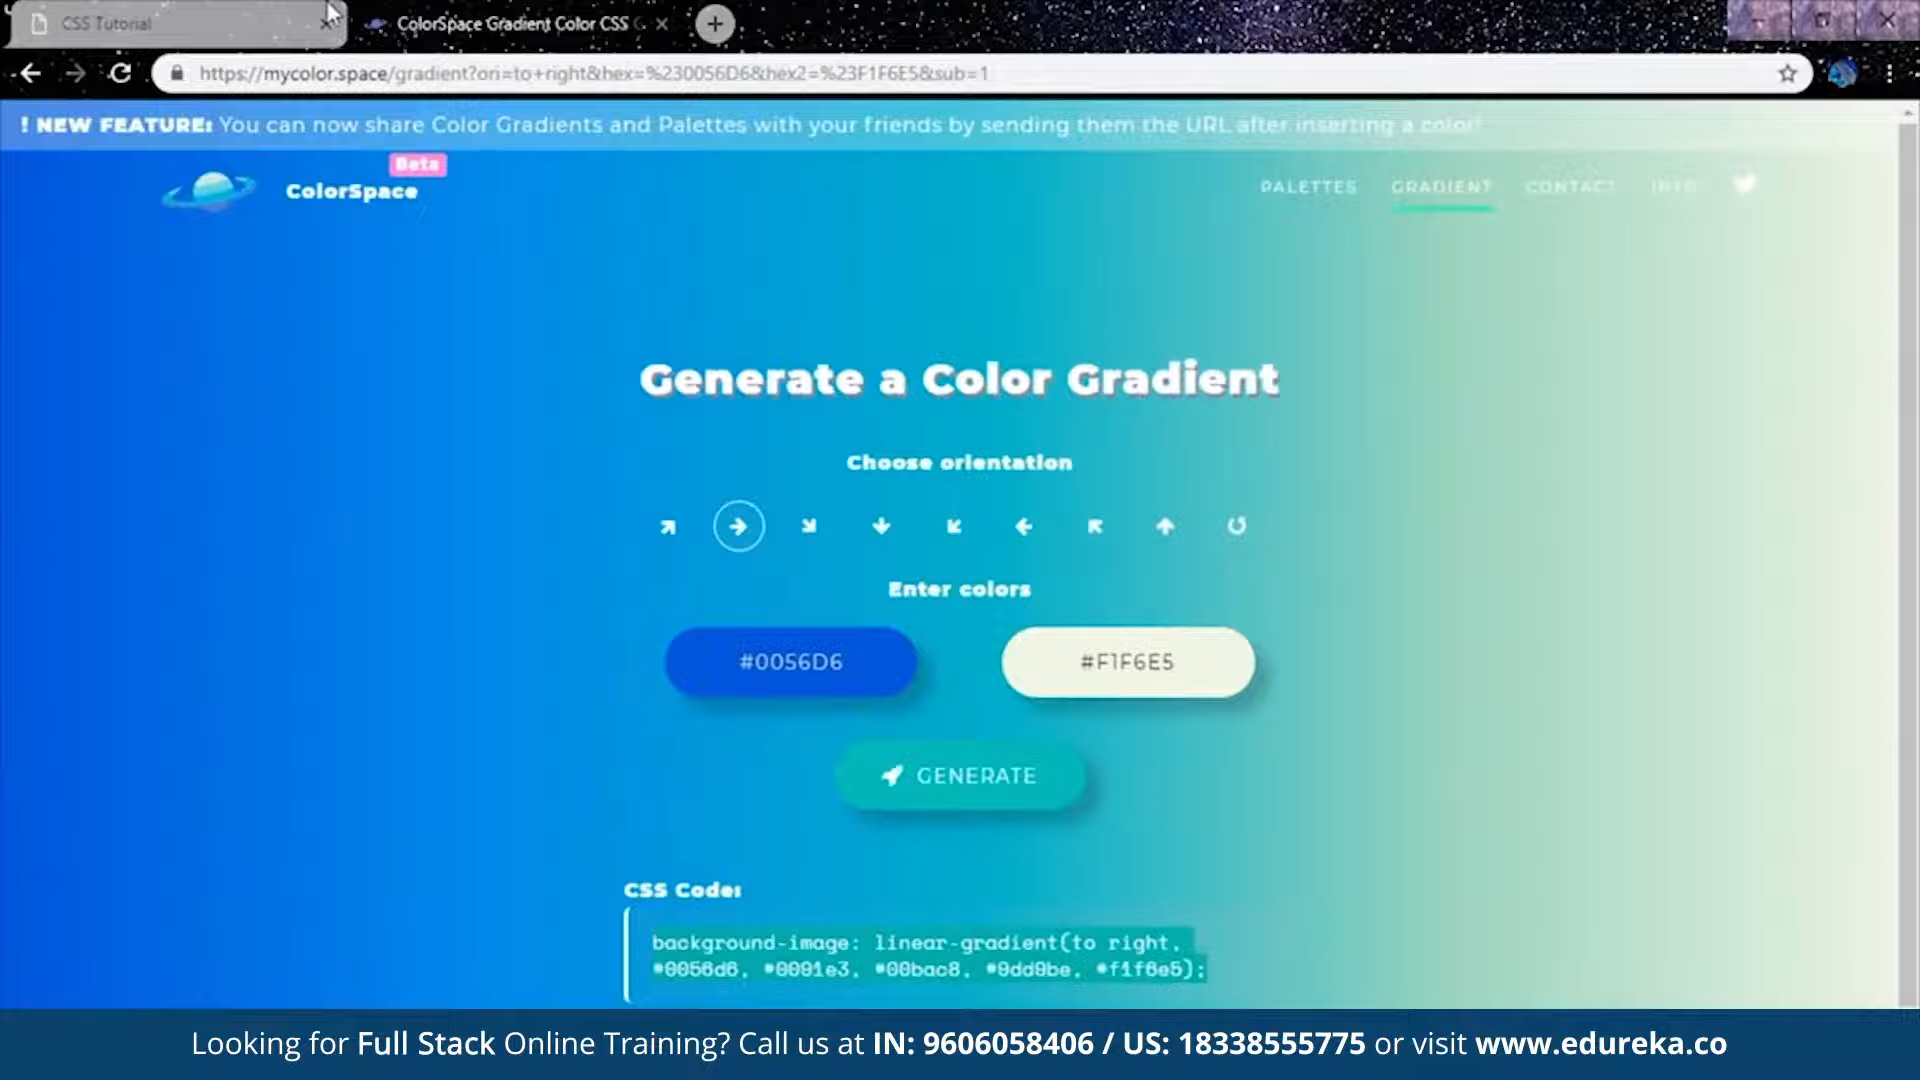 CSS Tutorial
ColorSpace Gradient Color CSS
https://mycolor.space/gradient?ori=to+right&hex=%230056D6&hex2=%23F1F6E5&sub=1
! NEW FEATURE: You can now share Color Gradients and Palettes with your friends by sending them the URL after inserting a color!
Beta
ColorSpace
PALETTES GRADIENT CONTACT INFO
Generate a Color Gradient
Choose orientation
Enter colors
#0056D6 #F1F6E5
GENERATE
CSS Code:
background-image: linear-gradient(to right,
#0056d6, #0091e3, #00bac8, #9dd9be, #f1f6e5);
Looking for Full Stack Online Training? Call us at IN: 9606058406 / US: 18338555775 or visit www.edureka.co